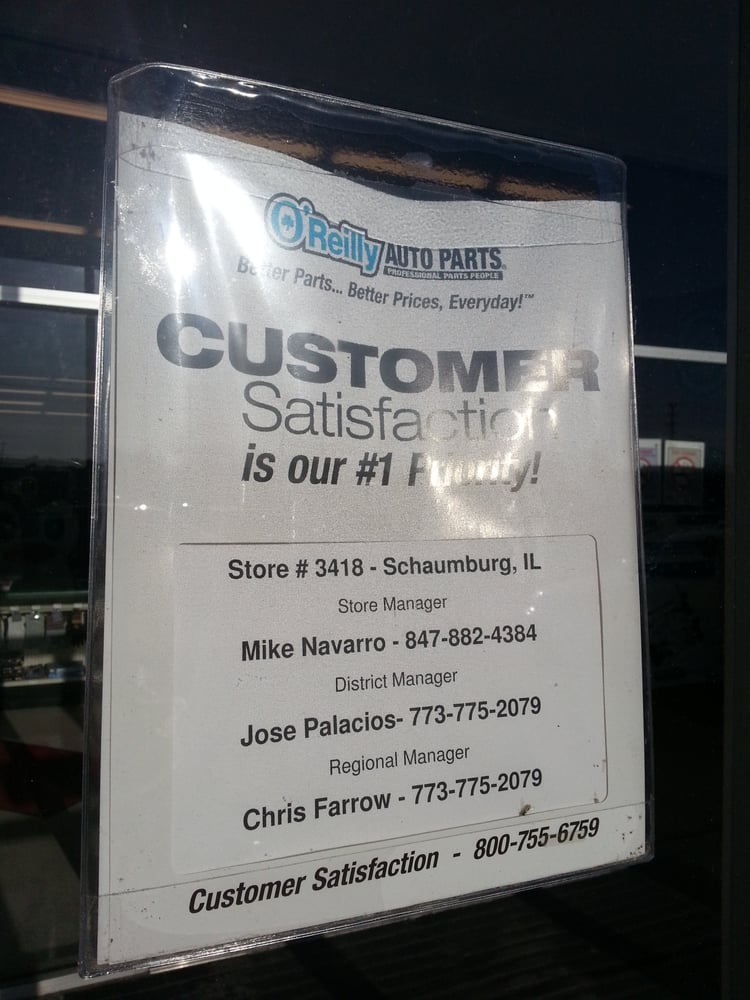 O'Reilly AUTO PARTS
PROFESSIONAL PARTS PEOPLE
Better Parts... Better Prices, Everyday!™
CUSTOMER
Satisfaction
is our #1 Priority!
Store # 3418 - Schaumburg, IL
Store Manager
Mike Navarro - 847-882-4384
District Manager
Jose Palacios- 773-775-2079
Regional Manager
Chris Farrow - 773-775-2079
Customer Satisfaction - 800-755-6759